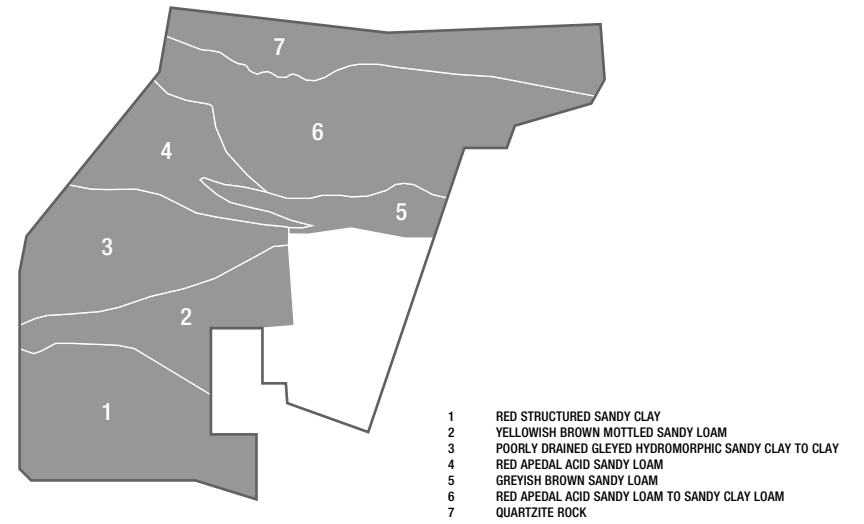 7
6
4
5
3
2
1
1 RED STRUCTURED SANDY CLAY
2 YELLOWISH BROWN MOTTLED SANDY LOAM
3 POORLY DRAINED GLEYED HYDROMORPHIC SANDY CLAY TO CLAY
4 RED APEDAL ACID SANDY LOAM
5 GREYISH BROWN SANDY LOAM
6 RED APEDAL ACID SANDY LOAM TO SANDY CLAY LOAM
7 QUARTZITE ROCK